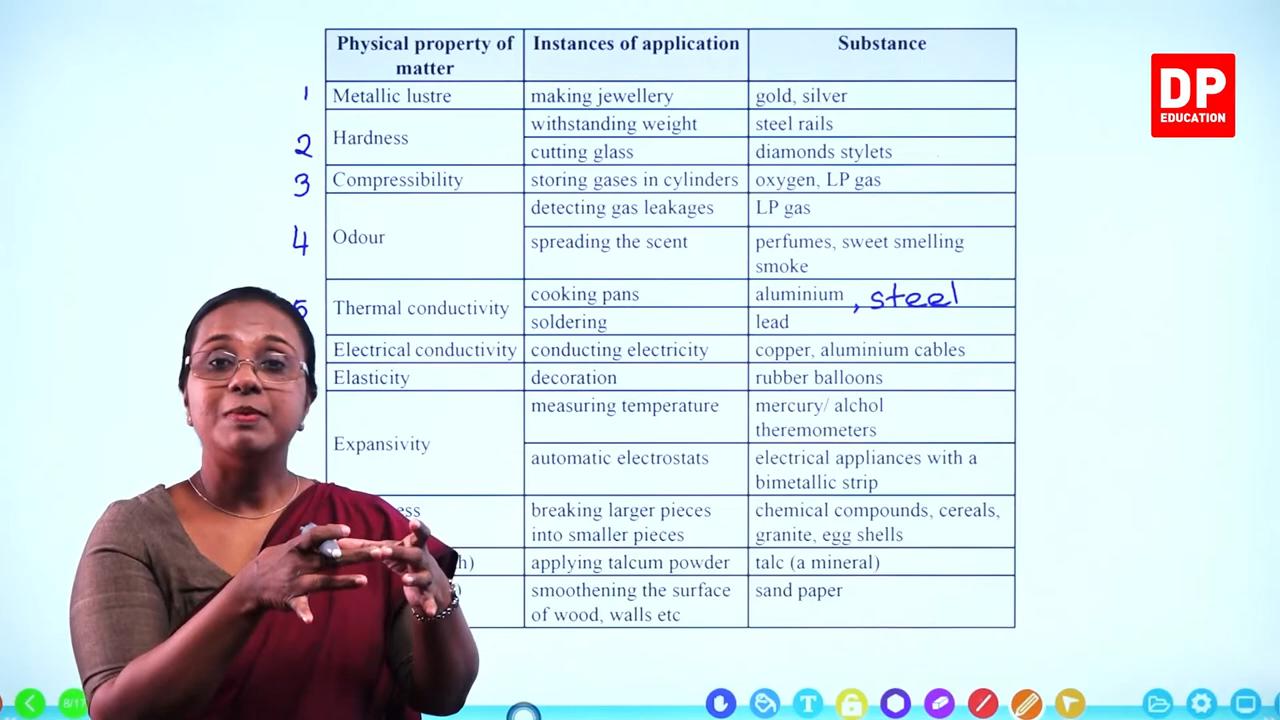 DP
EDUCATION
Physical property of matter Instances of application Substance
1 Metallic lustre making jewellery gold, silver
2 Hardness withstanding weight steel rails
cutting glass diamonds stylets
3 Compressibility storing gases in cylinders oxygen, LP gas
4 Odour detecting gas leakages LP gas
spreading the scent perfumes, sweet smelling
smoke
5 Thermal conductivity cooking pans aluminium , steel
soldering lead
Electrical conductivity conducting electricity copper, aluminium cables
Elasticity decoration rubber balloons
Expansivity measuring temperature mercury/ alchol
theremometers
automatic electrostats electrical appliances with a
bimetallic strip
ess breaking larger pieces chemical compounds, cereals,
into smaller pieces granite, egg shells
h) applying talcum powder talc (a mineral)
smoothening the surface sand paper
of wood, walls etc
8/17
T